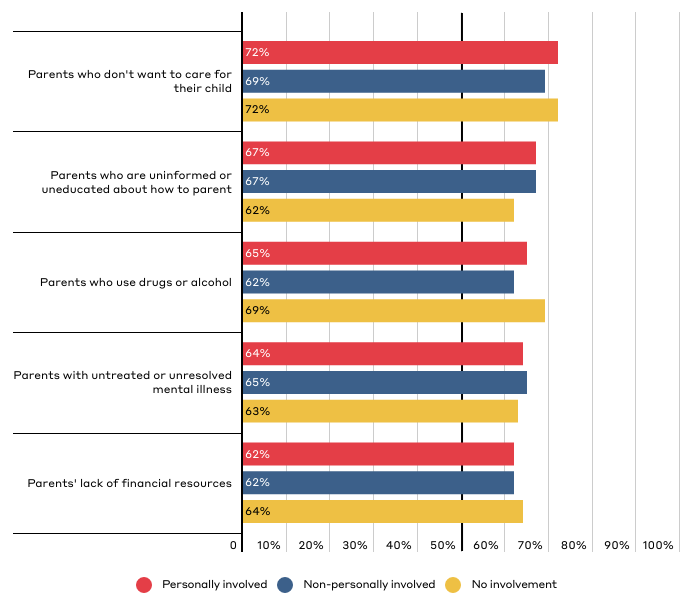 72%
Parents who don't want to care for
their child
69%
72%
67%
Parents who are uninformed or
uneducated about how to parent
67%
62%
65%
Parents who use drugs or alcohol
62%
69%
64%
Parents with untreated or unresolved
mental illness
65%
63%
62%
Parents' lack of financial resources
62%
64%
0 10% 20% 30% 40% 50% 60% 70% 80% 90% 100%
Personally involved Non-personally involved No involvement